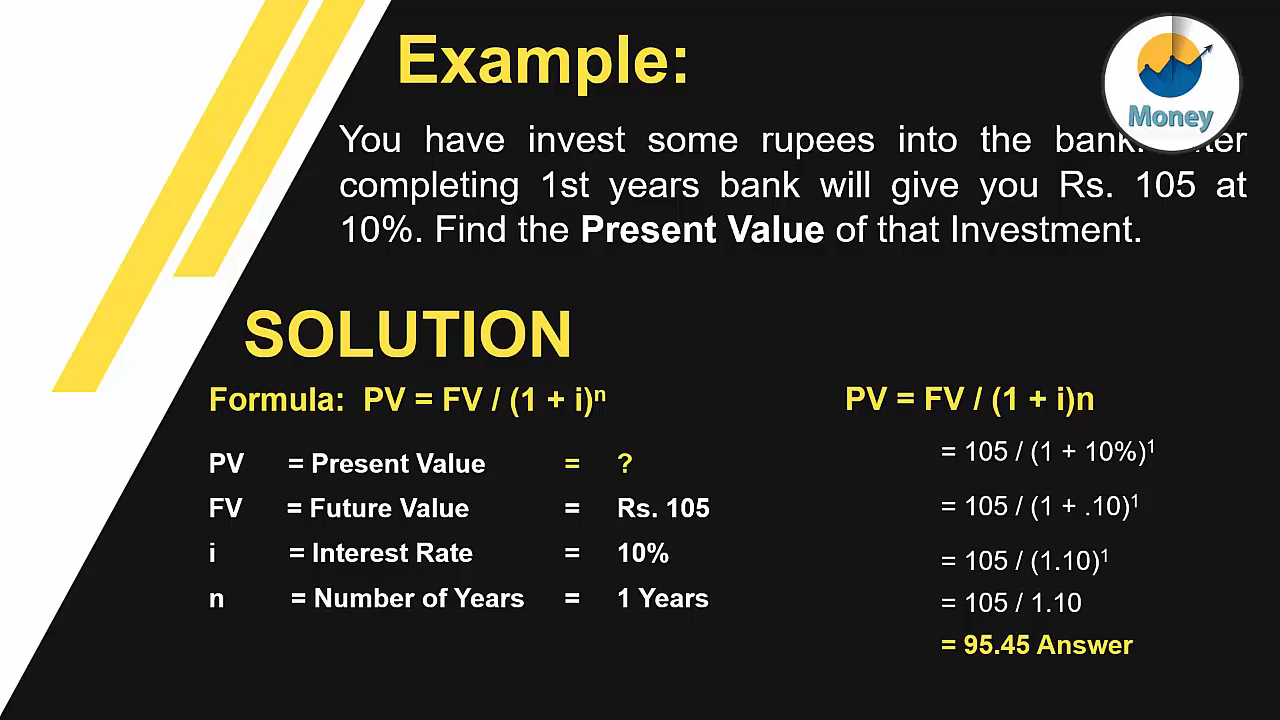 Example:
Money
You have invest some rupees into the bank.
completing 1st years bank will give you Rs. 105 at
10%. Find the Present Value of that Investment.
SOLUTION
Formula: PV = FV / (1 + i)ⁿ
PV = Present Value = ?
FV = Future Value = Rs. 105
i = Interest Rate = 10%
n = Number of Years = 1 Years
PV = FV / (1 + i)n
= 105 / (1 + 10%)¹
= 105 / (1 + .10)¹
= 105 / (1.10)¹
= 105 / 1.10
= 95.45 Answer